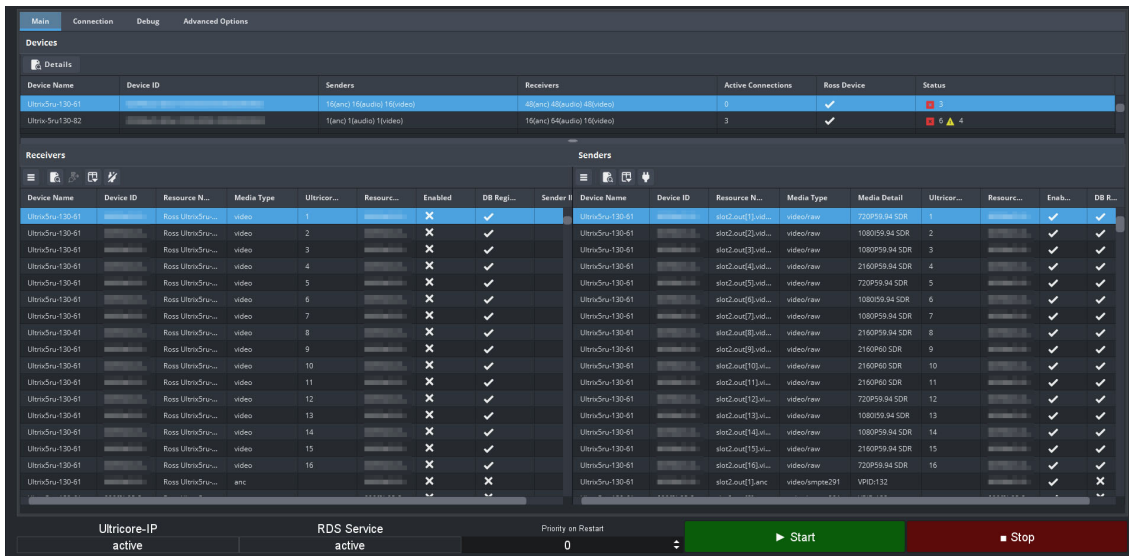 Main Connection Debug Advanced Options
Devices
Details
Device Name Device ID Senders Receivers Active Connections Ross Device Status
Ultrix5ru-130-61 16(anc) 16(audio) 16(video) 48(anc) 48(audio) 48(video) 0 3
Ultrix-5ru130-82 1(anc) 1(audio) 1(video) 16(anc) 64(audio) 16(video) 3 6 4
Receivers Senders
Device Name Device ID Resource N... Media Type Ultricor... Resourc... Enabled DB Regi... Sender I Device Name Device ID Resource N... Media Type Media Detail Ultricor... Resourc... Enab... DB R...
Ultrix5ru-130-61 Ross Ultrix5ru-... video 1 Ultrix5ru-130-61 slot2.out[1].vid... video/raw 720P59.94 SDR 1
Ultrix5ru-130-61 Ross Ultrix5ru-... video 2 Ultrix5ru-130-61 slot2.out[2].vid... video/raw 1080I59.94 SDR 2
Ultrix5ru-130-61 Ross Ultrix5ru-... video 3 Ultrix5ru-130-61 slot2.out[3].vid... video/raw 1080P59.94 SDR 3
Ultrix5ru-130-61 Ross Ultrix5ru-... video 4 Ultrix5ru-130-61 slot2.out[4].vid... video/raw 2160P59.94 SDR 4
Ultrix5ru-130-61 Ross Ultrix5ru-... video 5 Ultrix5ru-130-61 slot2.out[5].vid... video/raw 720P59.94 SDR 5
Ultrix5ru-130-61 Ross Ultrix5ru-... video 6 Ultrix5ru-130-61 slot2.out[6].vid... video/raw 1080I59.94 SDR 6
Ultrix5ru-130-61 Ross Ultrix5ru-... video 7 Ultrix5ru-130-61 slot2.out[7].vid... video/raw 1080P59.94 SDR 7
Ultrix5ru-130-61 Ross Ultrix5ru-... video 8 Ultrix5ru-130-61 slot2.out[8].vid... video/raw 2160P59.94 SDR 8
Ultrix5ru-130-61 Ross Ultrix5ru-... video 9 Ultrix5ru-130-61 slot2.out[9].vid... video/raw 2160P60 SDR 9
Ultrix5ru-130-61 Ross Ultrix5ru-... video 10 Ultrix5ru-130-61 slot2.out[10].vi... video/raw 2160P60 SDR 10
Ultrix5ru-130-61 Ross Ultrix5ru-... video 11 Ultrix5ru-130-61 slot2.out[11].vi... video/raw 2160P60 SDR 11
Ultrix5ru-130-61 Ross Ultrix5ru-... video 12 Ultrix5ru-130-61 slot2.out[12].vi... video/raw 720P59.94 SDR 12
Ultrix5ru-130-61 Ross Ultrix5ru-... video 13 Ultrix5ru-130-61 slot2.out[13].vi... video/raw 1080I59.94 SDR 13
Ultrix5ru-130-61 Ross Ultrix5ru-... video 14 Ultrix5ru-130-61 slot2.out[14].vi... video/raw 1080P59.94 SDR 14
Ultrix5ru-130-61 Ross Ultrix5ru-... video 15 Ultrix5ru-130-61 slot2.out[15].vi... video/raw 2160P59.94 SDR 15
Ultrix5ru-130-61 Ross Ultrix5ru-... video 16 Ultrix5ru-130-61 slot2.out[16].vi... video/raw 720P59.94 SDR 16
Ultrix5ru-130-61 Ross Ultrix5ru-... anc Ultrix5ru-130-61 slot2.out[1].anc video/smpte291 VPID:132
Ultricore-IP RDS Service Priority on Restart
active active 0 Start Stop